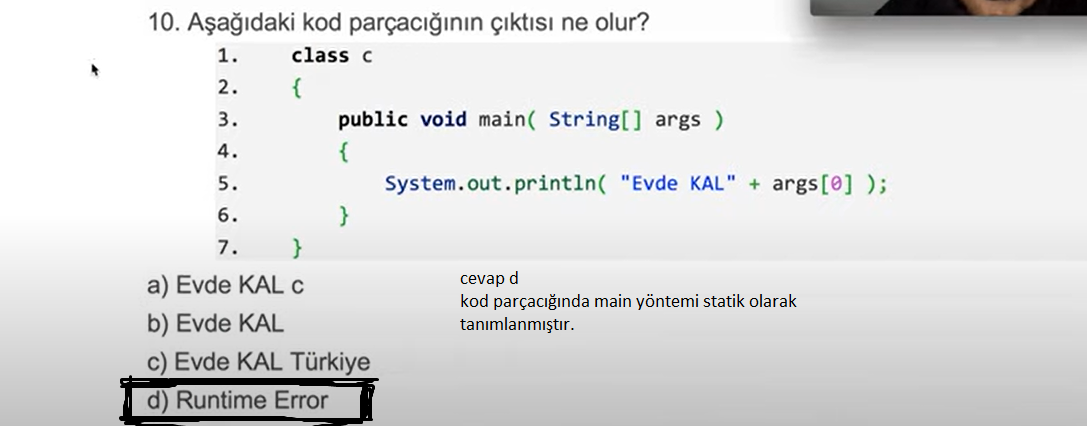 10. Aşağıdaki kod parçacığının çıktısı ne olur?
1. class c
2. {
3. public void main( String[] args )
4. {
5. System.out.println( "Evde KAL" + args[0] );
6. }
7. }
a) Evde KAL c
b) Evde KAL
c) Evde KAL Türkiye
d) Runtime Error
cevap d
kod parçacığında main yöntemi statik olarak
tanımlanmıştır.